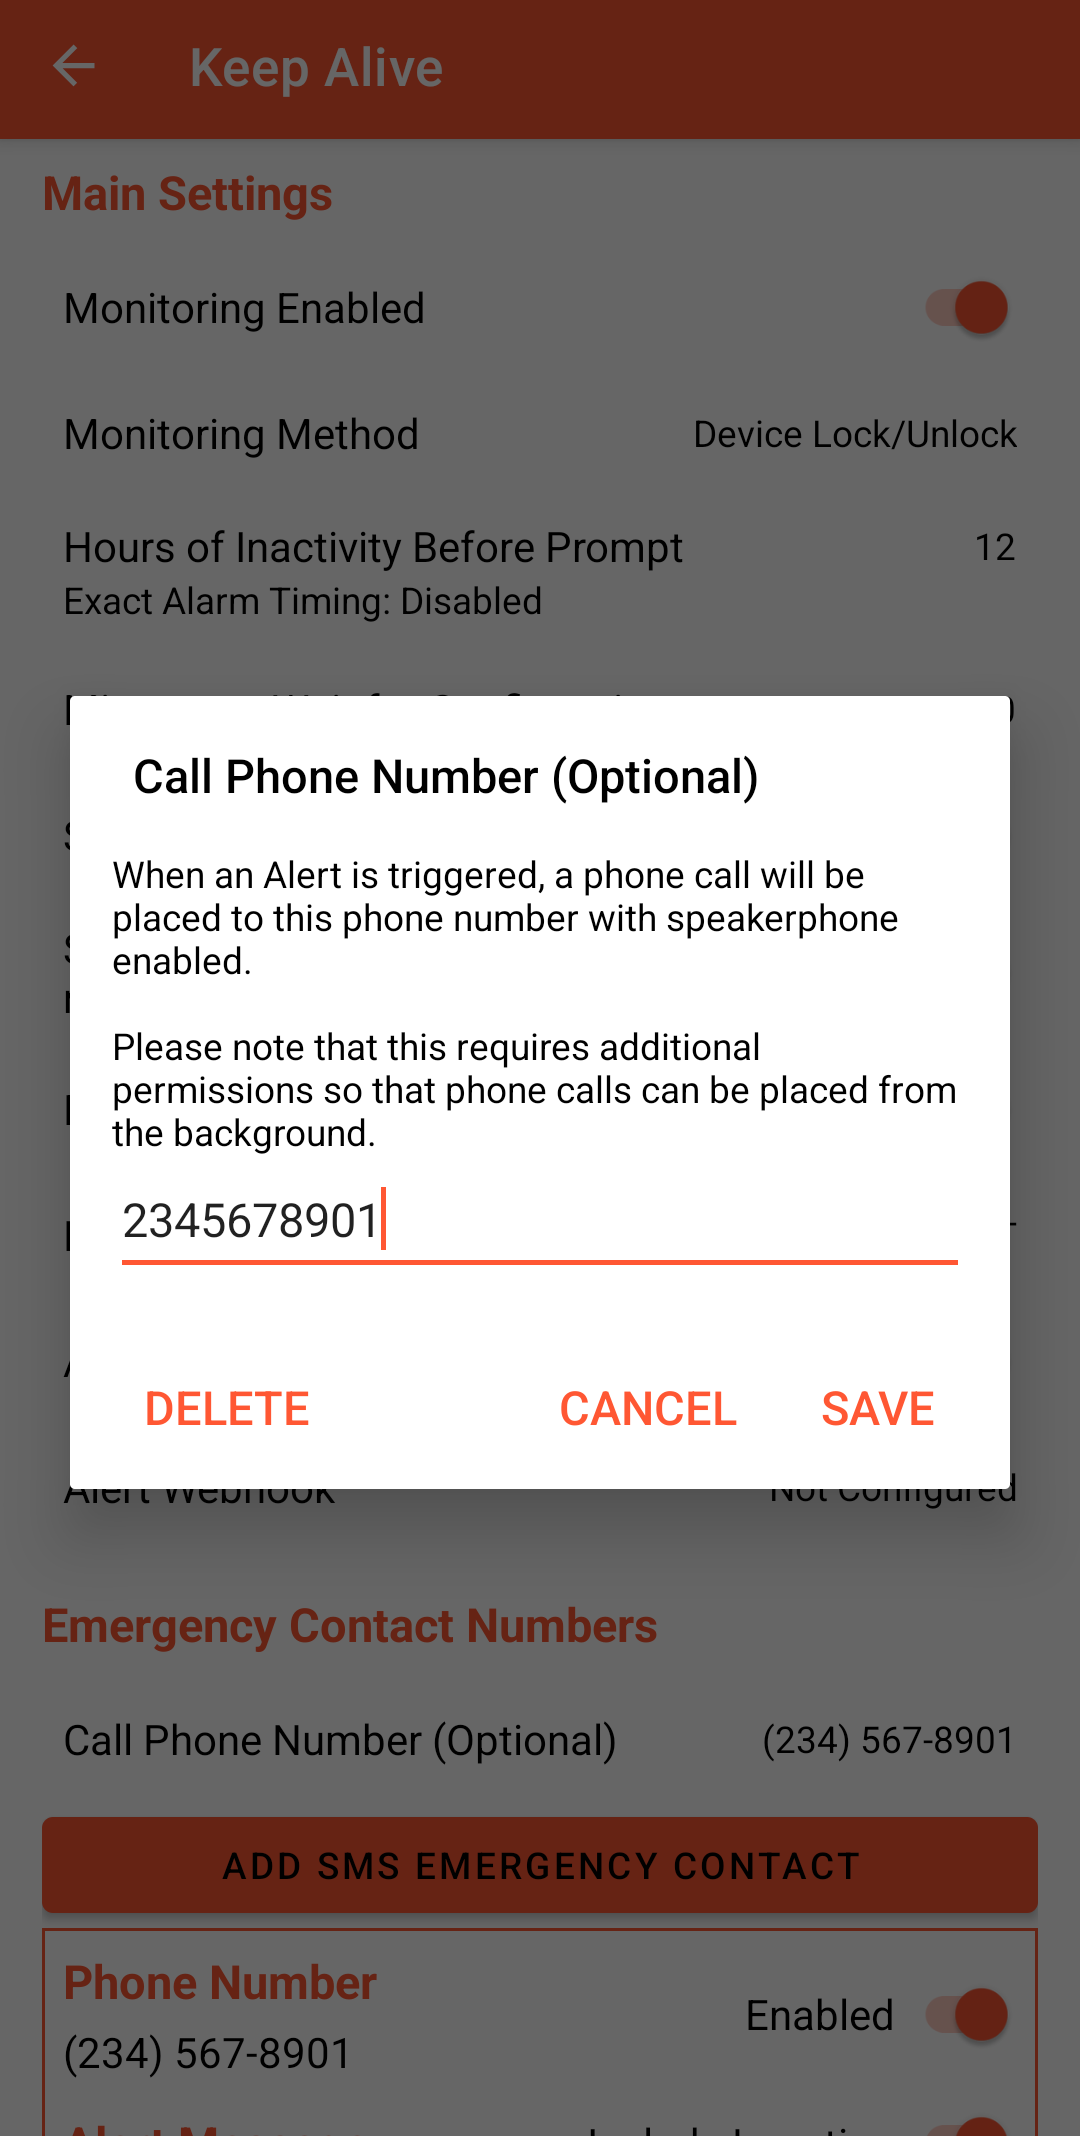 Keep Alive
Main Settings
Monitoring Enabled
Monitoring Method
Device Lock/Unlock
Hours of Inactivity Before Prompt
12
Exact Alarm Timing: Disabled
Call Phone Number (Optional)
When an Alert is triggered, a phone call will be
placed to this phone number with speakerphone
enabled.
Please note that this requires additional
permissions so that phone calls can be placed from
the background.
2345678901
DELETE
CANCEL
SAVE
Alert Webhook
Not Configured
Emergency Contact Numbers
Call Phone Number (Optional)
(234) 567-8901
ADD SMS EMERGENCY CONTACT
Phone Number
(234) 567-8901
Enabled